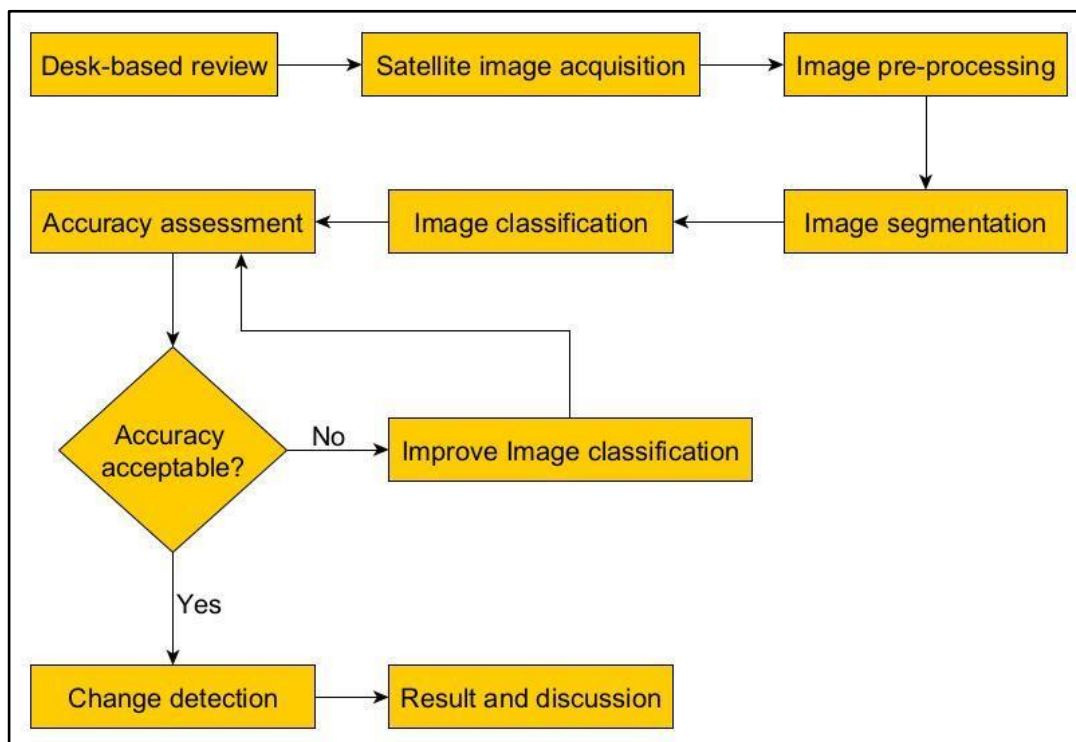 Desk-based review
Satellite image acquisition
Image pre-processing
Image segmentation
Image classification
Accuracy assessment
Accuracy
acceptable?
No
Improve Image classification
Yes
Change detection
Result and discussion